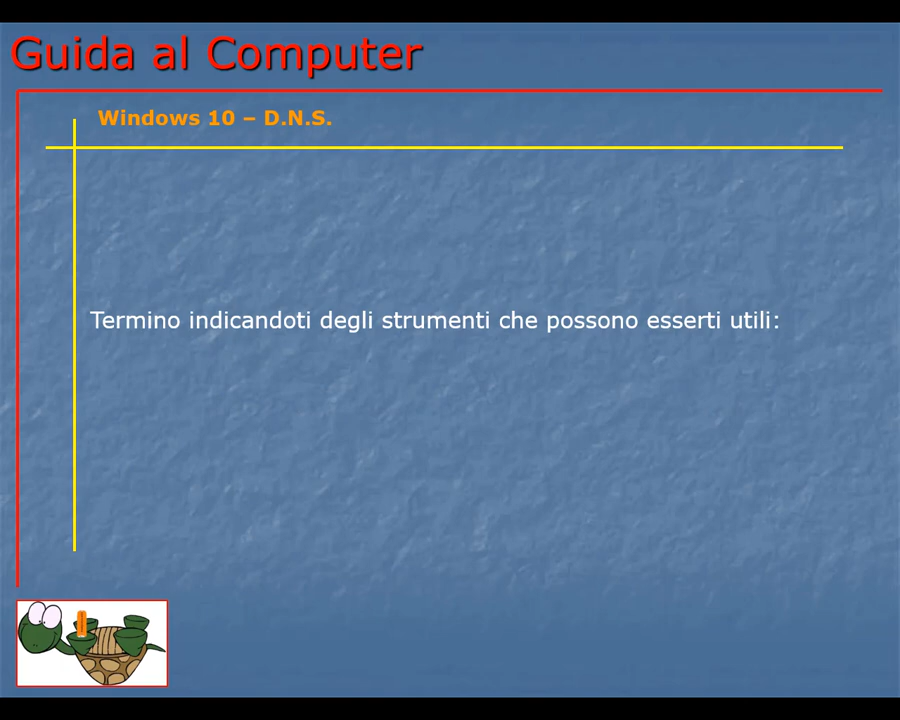 Guida al Computer
Windows 10 – D.N.S.
Termino indicandoti degli strumenti che possono esserti utili: